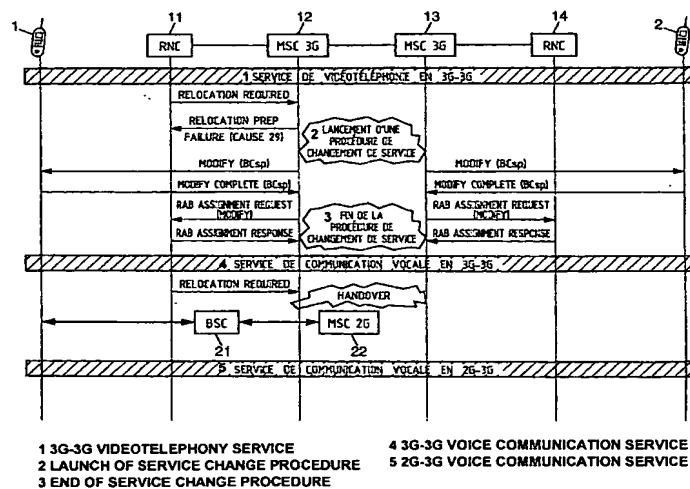 1
11
12
13
14
2
RNC
MSC 3G
MSC 3G
RNC
1 SERVICE DE VIDEOTÉLÉPHONIE EN 3G-3G
RELOCATION REQUIRED
RELOCATION PREP
FAILURE (CAUSE 29)
2 LANCEMENT D'UNE
PROCÉDURE DE
CHANGEMENT DE SERVICE
MODIFY (BCsp)
MODIFY (BCsp)
MODIFY COMPLETE (BCsp)
MODIFY COMPLETE (BCsp)
RAB ASSIGNMENT REQUEST
(MODIFY)
RAB ASSIGNMENT REQUEST
(MODIFY)
3 FIN DE LA
PROCÉDURE DE
CHANGEMENT DE SERVICE
RAB ASSIGNMENT RESPONSE
RAB ASSIGNMENT RESPONSE
4 SERVICE DE COMMUNICATION VOCALE EN 3G-3G
RELOCATION REQUIRED
HANDOVER
BSC
MSC 2G
21
22
5 SERVICE DE COMMUNICATION VOCALE EN 2G-3G
1 3G-3G VIDEOTELEPHONY SERVICE
2 LAUNCH OF SERVICE CHANGE PROCEDURE
3 END OF SERVICE CHANGE PROCEDURE
4 3G-3G VOICE COMMUNICATION SERVICE
5 2G-3G VOICE COMMUNICATION SERVICE